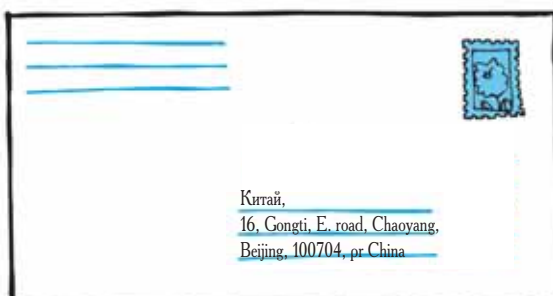 Китай,
16, Gongti, E. road, Chaoyang,
Beijing, 100704, pr China